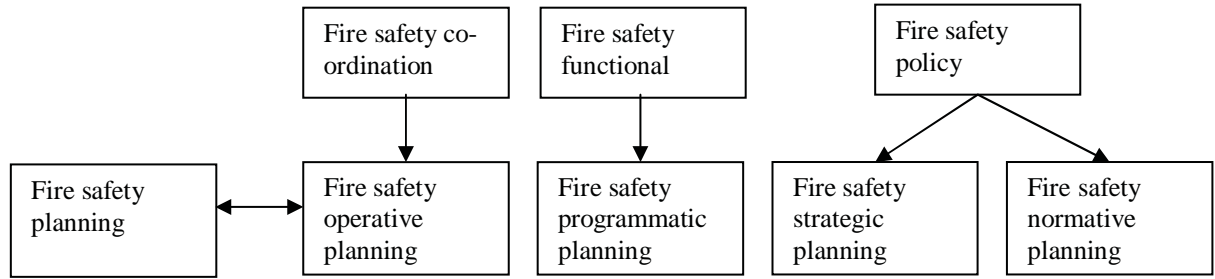 Fire safety co-
ordination
Fire safety
functional
Fire safety
policy
Fire safety
planning
Fire safety
operative
planning
Fire safety
programmatic
planning
Fire safety
strategic
planning
Fire safety
normative
planning